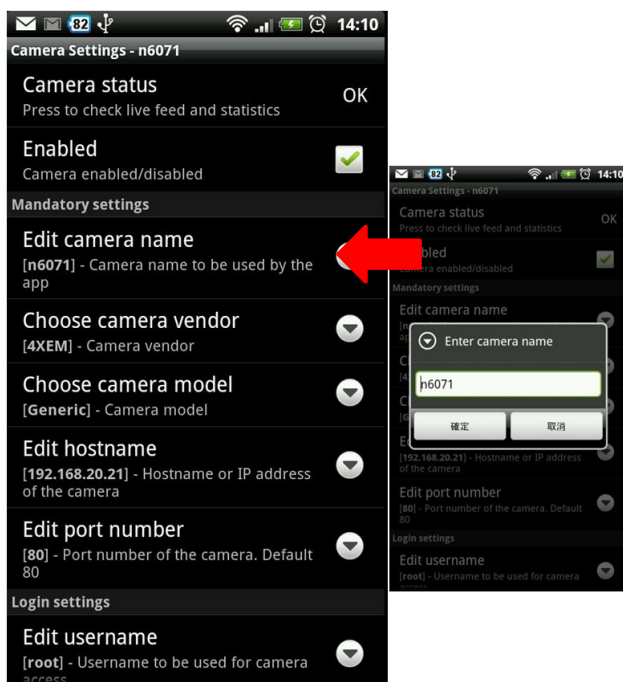 82
14:10
Camera Settings - n6071
Camera status
Press to check live feed and statistics
OK
Enabled
Camera enabled/disabled
Mandatory settings
Edit camera name
[n6071] - Camera name to be used by the
app
Choose camera vendor
[4XEM] - Camera vendor
Choose camera model
[Generic] - Camera model
Edit hostname
[192.168.20.21] - Hostname or IP address
of the camera
Edit port number
[80] - Port number of the camera. Default
80
Login settings
Edit username
[root] - Username to be used for camera
access
82
14:10
Camera Settings - n6071
Camera status
Press to check live feed and statistics
OK
bled
Camera enabled/disabled
Mandatory settings
Edit camera name
Enter camera name
n6071
確定
取消
[192.168.20.21] - Hostname or IP address
of the camera
Edit port number
[80] - Port number of the camera. Default
80
Login settings
Edit username
[root] - Username to be used for camera
access